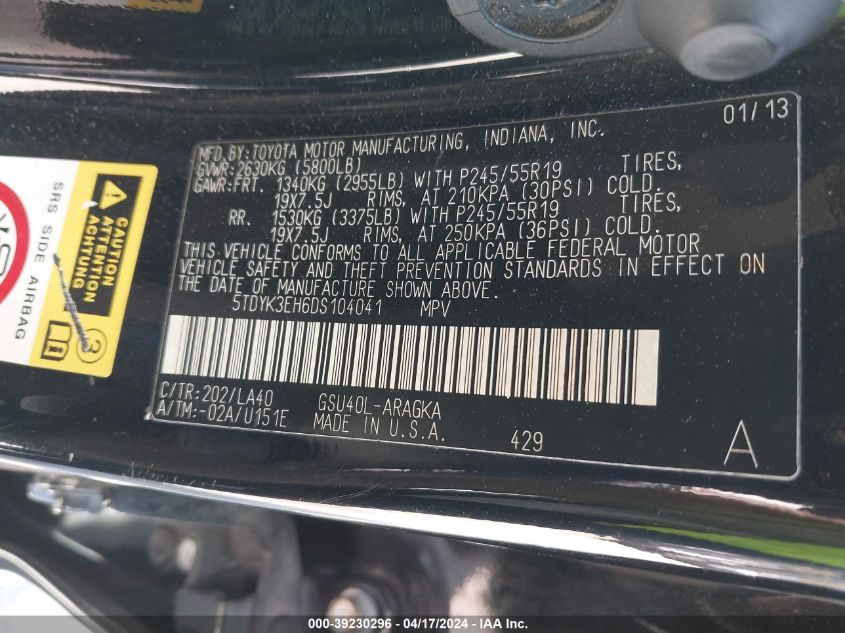 01/13
MFD.BY:TOYOTA MOTOR MANUFACTURING, INDIANA, INC.
GVWR:2630KG (5800LB)
GAWR:FRT. 1340KG (2955LB) WITH P245/55R19 TIRES,
19X7.5J RIMS, AT 210KPA (30PSI) COLD.
RR. 1530KG (3375LB) WITH P245/55R19 TIRES,
19X7.5J RIMS, AT 250KPA (36PSI) COLD.
THIS VEHICLE CONFORMS TO ALL APPLICABLE FEDERAL MOTOR
VEHICLE SAFETY AND THEFT PREVENTION STANDARDS IN EFFECT ON
THE DATE OF MANUFACTURE SHOWN ABOVE.
5TDYK3EH6DS104041 MPV
C/TR:202/LA40 GSU40L-ARAGKA
A/TM:-02A/U151E MADE IN U.S.A. 429
A
CAUTION
ATTENTION
ACHTUNG
SRS SIDE AIRBAG
3
000-39230296 - 04/17/2024 - IAA Inc.